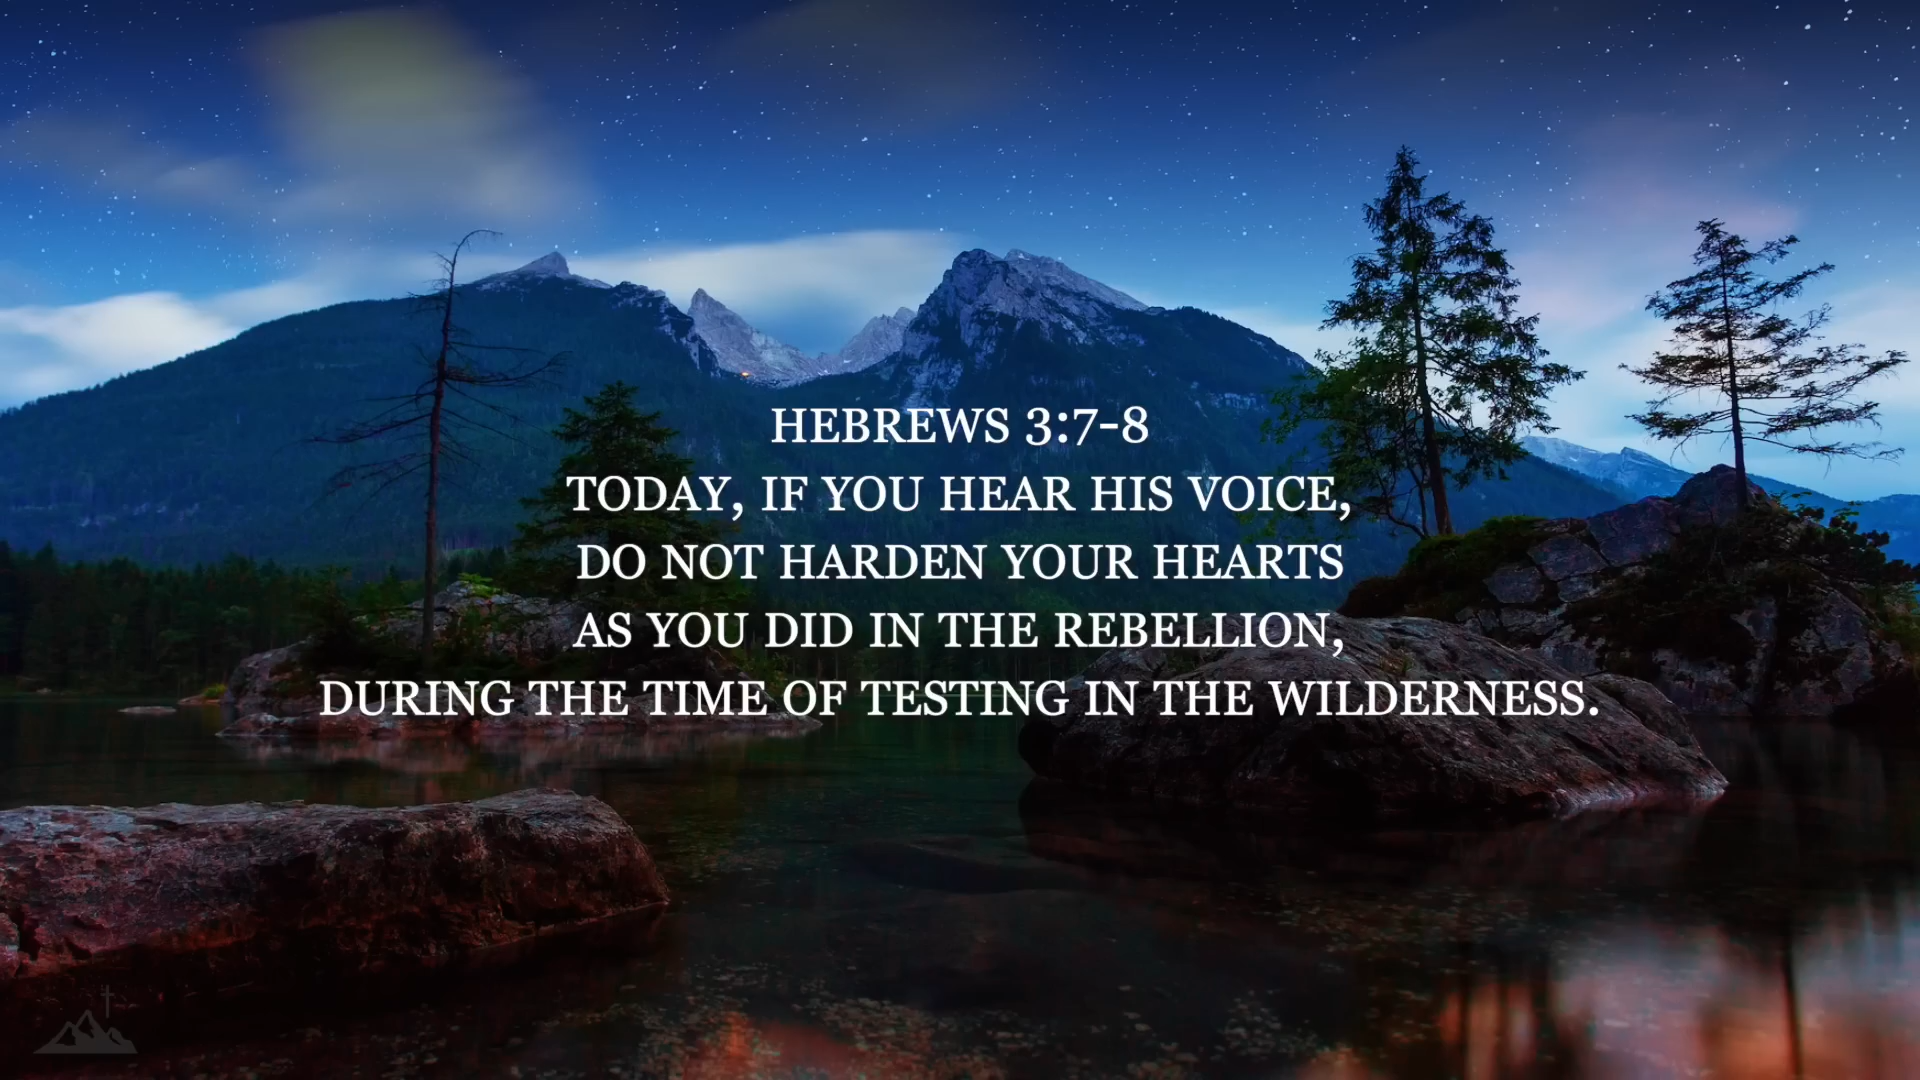 HEBREWS 3:7-8
TODAY, IF YOU HEAR HIS VOICE,
DO NOT HARDEN YOUR HEARTS
AS YOU DID IN THE REBELLION,
DURING THE TIME OF TESTING IN THE WILDERNESS.